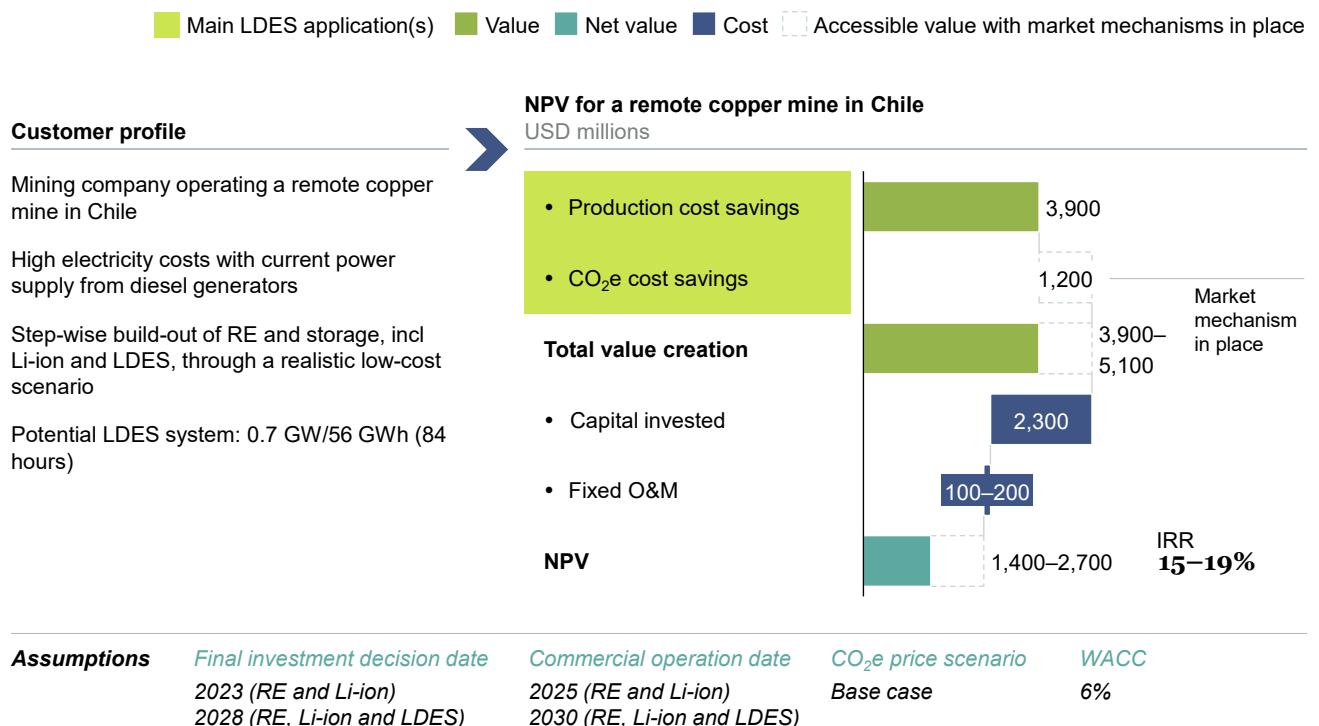 Main LDES application(s) Value Net value Cost Accessible value with market mechanisms in place
Customer profile
Mining company operating a remote copper
mine in Chile
High electricity costs with current power
supply from diesel generators
Step-wise build-out of RE and storage, incl
Li-ion and LDES, through a realistic low-cost
scenario
Potential LDES system: 0.7 GW/56 GWh (84
hours)
NPV for a remote copper mine in Chile
USD millions
• Production cost savings
3,900
• CO₂e cost savings
1,200
Market
mechanism
in place
Total value creation
3,900–
5,100
• Capital invested
2,300
• Fixed O&M
100–200
NPV
1,400–2,700
IRR
15–19%
Assumptions
Final investment decision date
2023 (RE and Li-ion)
2028 (RE, Li-ion and LDES)
Commercial operation date
2025 (RE and Li-ion)
2030 (RE, Li-ion and LDES)
CO₂e price scenario
Base case
WACC
6%